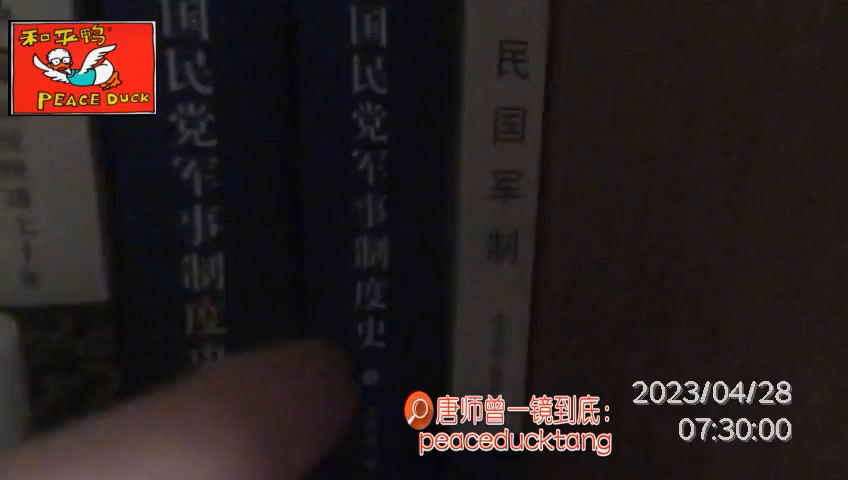 和平鸭
PEACE DUCK
国民党军事制度史
国民党军事制度史
民国军制
唐师曾一镜到底:
peaceducktang
2023/04/28
07:30:00